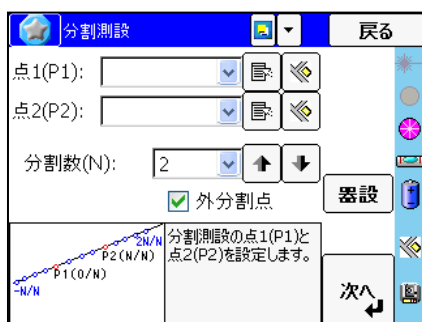 分割測設
戻る
点1(P1):
点2(P2):
分割数(N): 2
外分割点
器設
2N/N
P2(N/N)
P1(0/N)
-N/N
分割測設の点1(P1)と
点2(P2)を設定します。
次へ